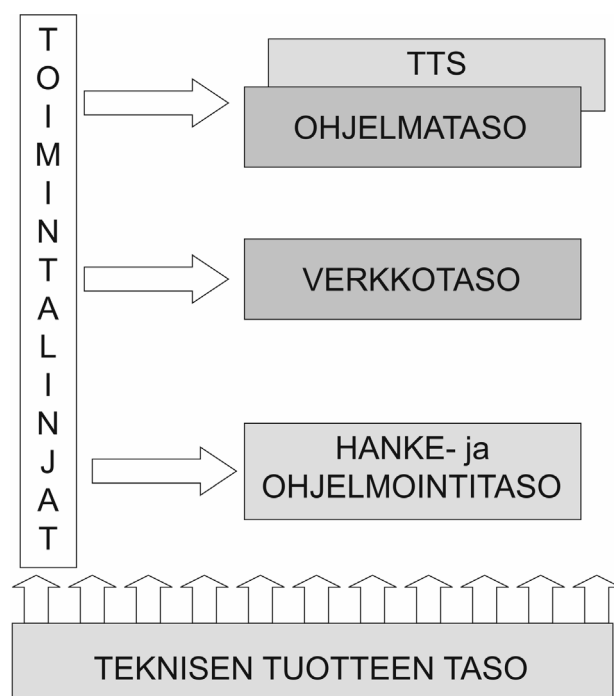 TOIMINTALINJAT
TTS
OHJELMATASO
VERKKOTASO
HANKE- ja
OHJELMOINTITASO
TEKNISEN TUOTTEEN TASO